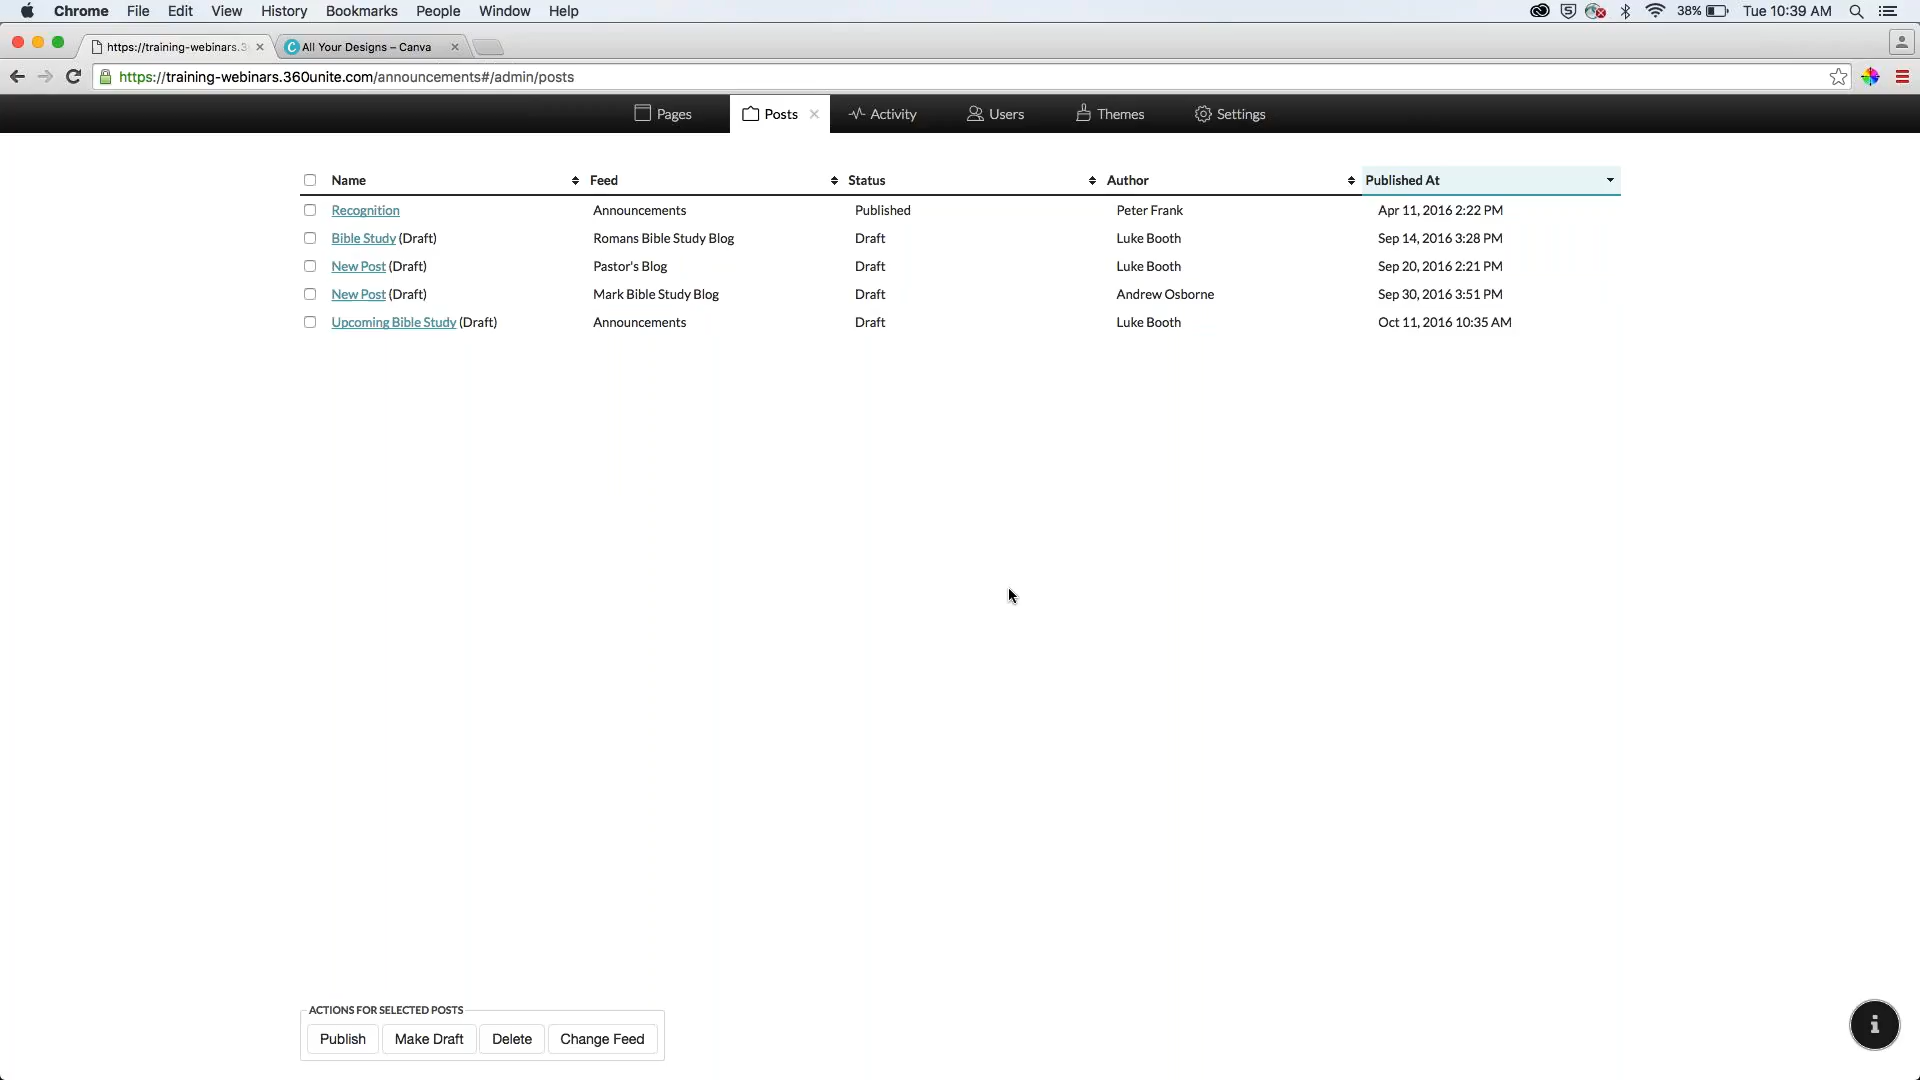 Chrome File Edit View History Bookmarks People Window Help 38% Tue 10:39 AM
https://training-webinars.3 All Your Designs – Canva
https://training-webinars.360unite.com/announcements#/admin/posts
Pages Posts Activity Users Themes Settings
Name Feed Status Author Published At
Recognition Announcements Published Peter Frank Apr 11, 2016 2:22 PM
Bible Study (Draft) Romans Bible Study Blog Draft Luke Booth Sep 14, 2016 3:28 PM
New Post (Draft) Pastor's Blog Draft Luke Booth Sep 20, 2016 2:21 PM
New Post (Draft) Mark Bible Study Blog Draft Andrew Osborne Sep 30, 2016 3:51 PM
Upcoming Bible Study (Draft) Announcements Draft Luke Booth Oct 11, 2016 10:35 AM
ACTIONS FOR SELECTED POSTS
Publish Make Draft Delete Change Feed